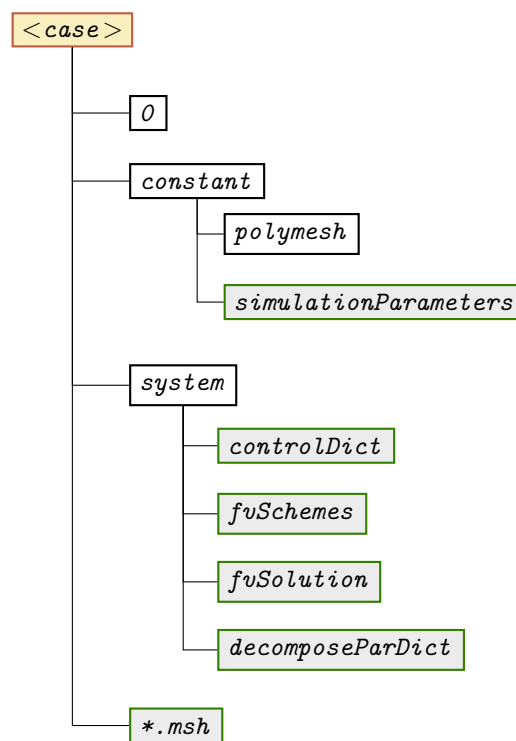 <case>
0
constant
polymesh
simulationParameters
system
controlDict
fvSchemes
fvSolution
decomposeParDict
*.msh